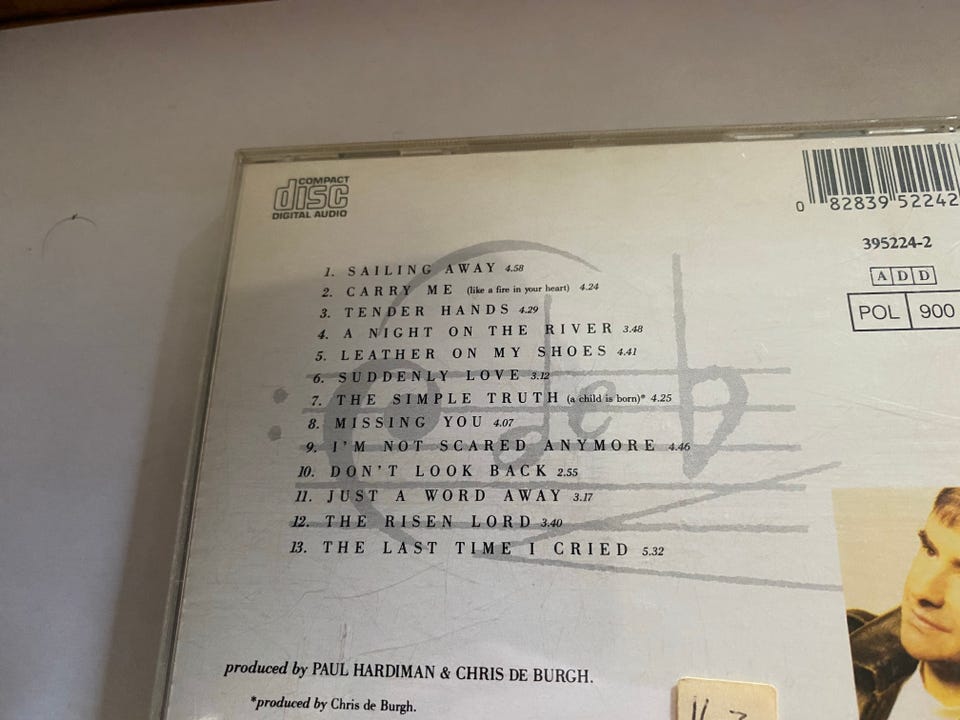 COMPACT
disc
DIGITAL AUDIO
0 82839 52242
395224-2
A D D
POL 900
1. SAILING AWAY 4.58
2. CARRY ME (like a fire in your heart) 4.24
3. TENDER HANDS 4.29
4. A NIGHT ON THE RIVER 3.48
5. LEATHER ON MY SHOES 4.41
6. SUDDENLY LOVE 3.12
7. THE SIMPLE TRUTH (a child is born)* 4.25
8. MISSING YOU 4.07
9. I'M NOT SCARED ANYMORE 4.46
10. DON'T LOOK BACK 2.55
11. JUST A WORD AWAY 3.17
12. THE RISEN LORD 3.40
13. THE LAST TIME I CRIED 5.32
produced by PAUL HARDIMAN & CHRIS DE BURGH.
*produced by Chris de Burgh.